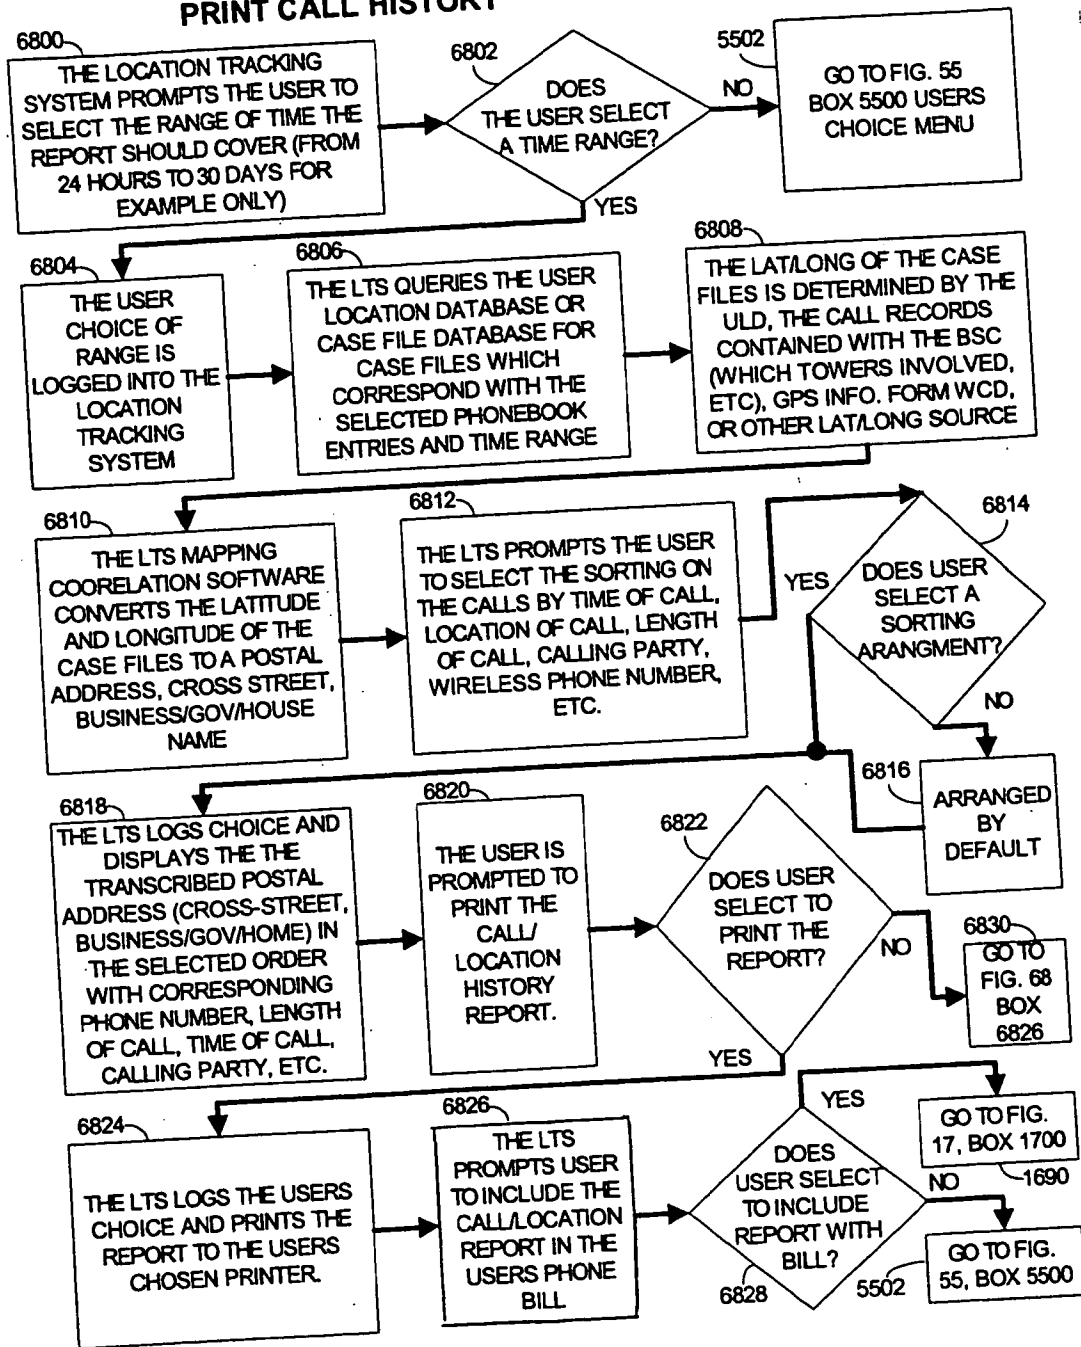 PRINT CALL HISTORY
6800
THE LOCATION TRACKING
SYSTEM PROMPTS THE USER TO
SELECT THE RANGE OF TIME THE
REPORT SHOULD COVER (FROM
24 HOURS TO 30 DAYS FOR
EXAMPLE ONLY)
6802
DOES
THE USER SELECT
A TIME RANGE?
NO
YES
5502
GO TO FIG. 55
BOX 5500 USERS
CHOICE MENU
6804
THE USER
CHOICE OF
RANGE IS
LOGGED INTO THE
LOCATION
TRACKING
SYSTEM
6806
THE LTS QUERIES THE USER
LOCATION DATABASE OR
CASE FILE DATABASE FOR
CASE FILES WHICH
CORRESPOND WITH THE
SELECTED PHONEBOOK
ENTRIES AND TIME RANGE
6808
THE LAT/LONG OF THE CASE
FILES IS DETERMINED BY THE
ULD, THE CALL RECORDS
CONTAINED WITH THE BSC
(WHICH TOWERS INVOLVED,
ETC), GPS INFO. FORM WCD,
OR OTHER LAT/LONG SOURCE
6810
THE LTS MAPPING
COORELATION SOFTWARE
CONVERTS THE LATITUDE
AND LONGITUDE OF THE
CASE FILES TO A POSTAL
ADDRESS, CROSS STREET,
BUSINESS/GOV/HOUSE
NAME
6812
THE LTS PROMPTS THE USER
TO SELECT THE SORTING ON
THE CALLS BY TIME OF CALL,
LOCATION OF CALL, LENGTH
OF CALL, CALLING PARTY,
WIRELESS PHONE NUMBER,
ETC.
6814
YES
DOES USER
SELECT A
SORTING
ARANGMENT?
NO
6816
ARRANGED
BY
DEFAULT
6818
THE LTS LOGS CHOICE AND
DISPLAYS THE THE
TRANSCRIBED POSTAL
ADDRESS (CROSS-STREET,
BUSINESS/GOV/HOME) IN
THE SELECTED ORDER
WITH CORRESPONDING
PHONE NUMBER, LENGTH
OF CALL, TIME OF CALL,
CALLING PARTY, ETC.
6820
THE USER IS
PROMPTED TO
PRINT THE
CALL/
LOCATION
HISTORY
REPORT.
6822
DOES USER
SELECT TO
PRINT THE
REPORT?
NO
YES
6830
GO TO
FIG. 68
BOX
6826
6824
THE LTS LOGS THE USERS
CHOICE AND PRINTS THE
REPORT TO THE USERS
CHOSEN PRINTER.
6826
THE LTS
PROMPTS USER
TO INCLUDE THE
CALL/LOCATION
REPORT IN THE
USERS PHONE
BILL
6828
DOES
USER SELECT
TO INCLUDE
REPORT WITH
BILL?
YES
GO TO FIG.
17, BOX 1700
1690
NO
5502
GO TO FIG.
55, BOX 5500